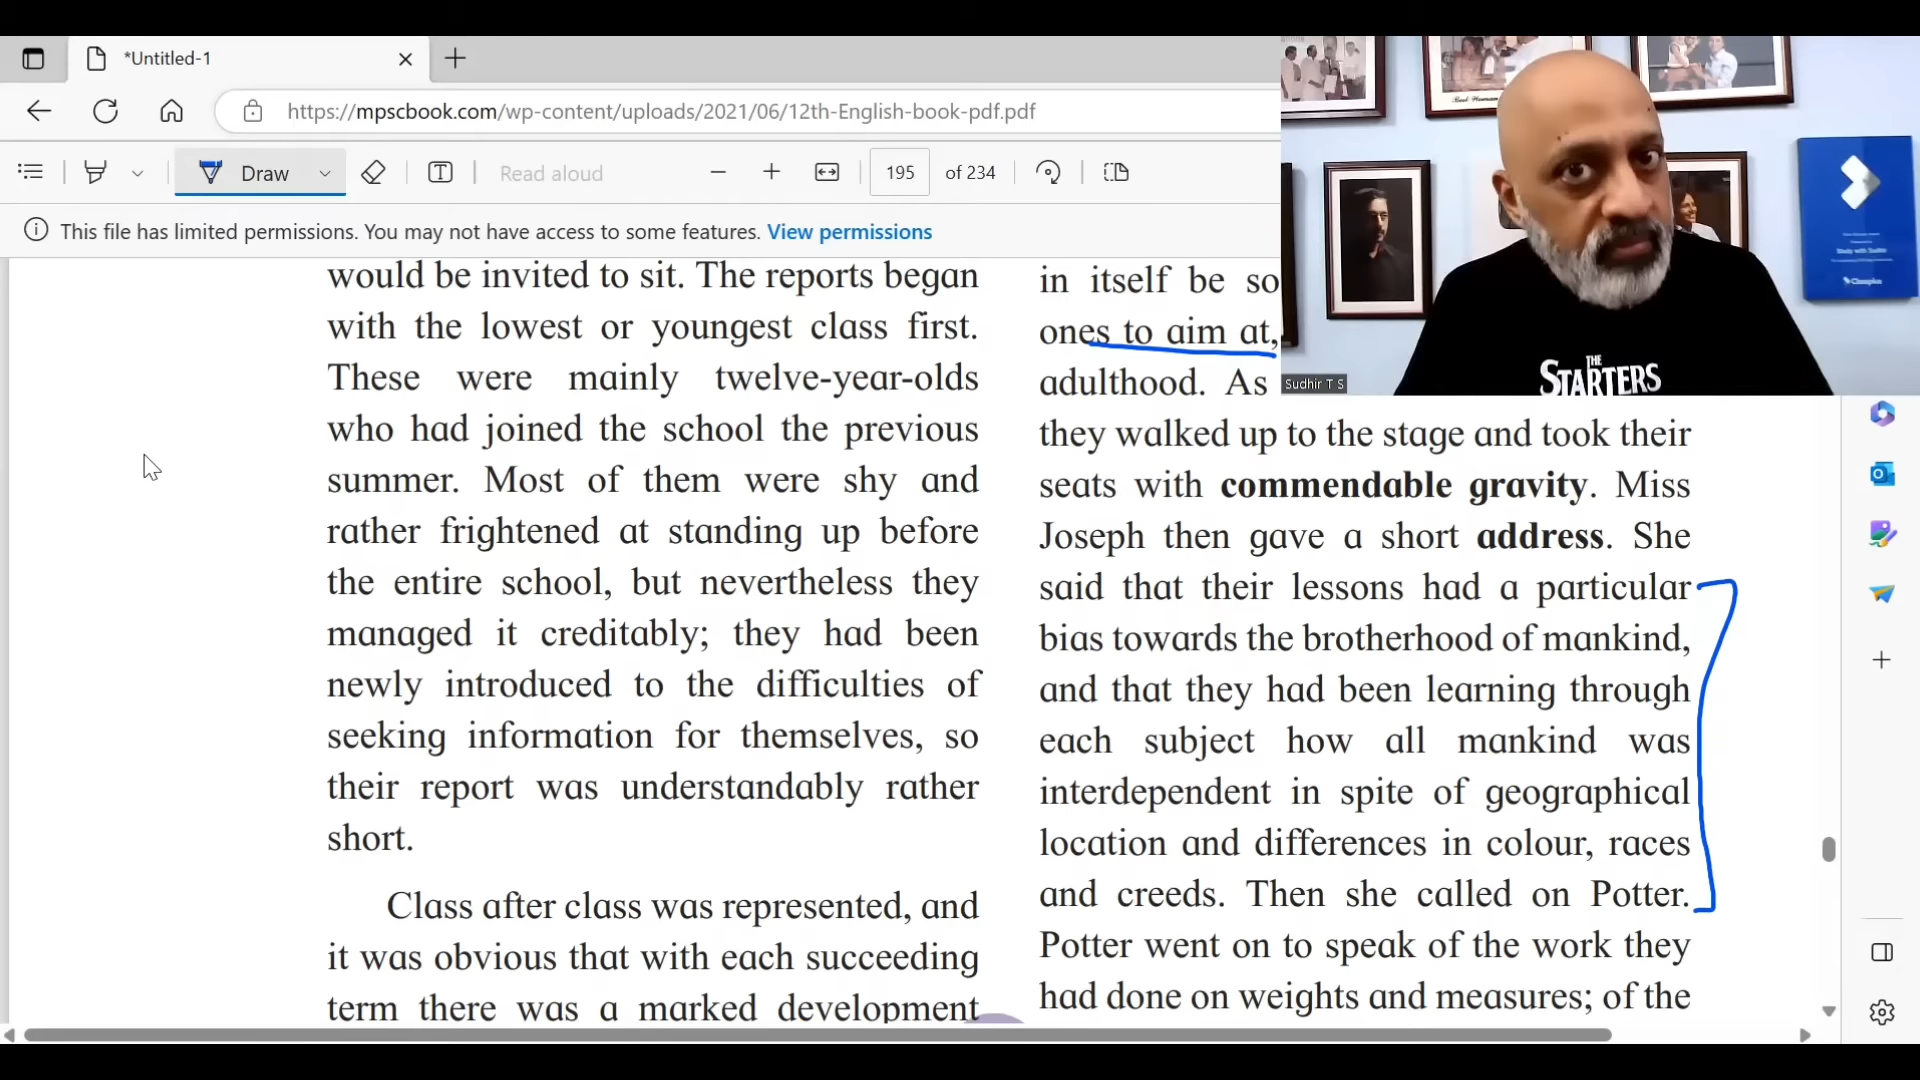 *Untitled-1
https://mpscbook.com/wp-content/uploads/2021/06/12th-English-book-pdf.pdf
Draw
Read aloud
195 of 234
This file has limited permissions. You may not have access to some features. View permissions
would be invited to sit. The reports began
with the lowest or youngest class first.
These were mainly twelve-year-olds
who had joined the school the previous
summer. Most of them were shy and
rather frightened at standing up before
the entire school, but nevertheless they
managed it creditably; they had been
newly introduced to the difficulties of
seeking information for themselves, so
their report was understandably rather
short.
Class after class was represented, and
it was obvious that with each succeeding
term there was a marked development
in itself be so
ones to aim at,
adulthood. As
they walked up to the stage and took their
seats with commendable gravity. Miss
Joseph then gave a short address. She
said that their lessons had a particular
bias towards the brotherhood of mankind,
and that they had been learning through
each subject how all mankind was
interdependent in spite of geographical
location and differences in colour, races
and creeds. Then she called on Potter.
Potter went on to speak of the work they
had done on weights and measures; of the
THE
STARTERS
Sudhir T S